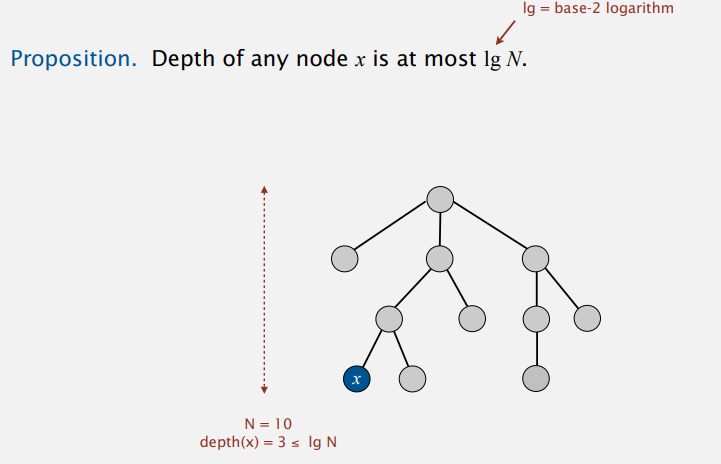 lg = base-2 logarithm
Proposition. Depth of any node x is at most lg N.
x
N = 10
depth(x) = 3 ≤ lg N